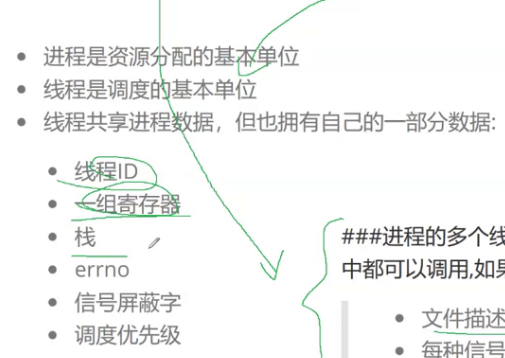 进程是资源分配的基本单位
线程是调度的基本单位
线程共享进程数据，但也拥有自己的一部分数据:
线程ID
一组寄存器
栈
errno
信号屏蔽字
调度优先级
###进程的多个线
中都可以调用,如果
文件描述
每种信号